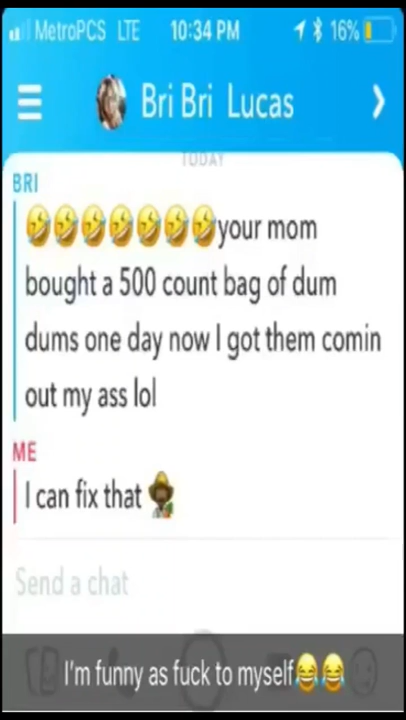 MetroPCS LTE 10:34 PM 16%
Bri Bri Lucas
TODAY
BRI
🤣🤣🤣🤣🤣🤣🤣your mom
bought a 500 count bag of dum
dums one day now I got them comin
out my ass lol
ME
I can fix that 👨🏿‍🌾
Send a chat
I'm funny as fuck to myself😂😂